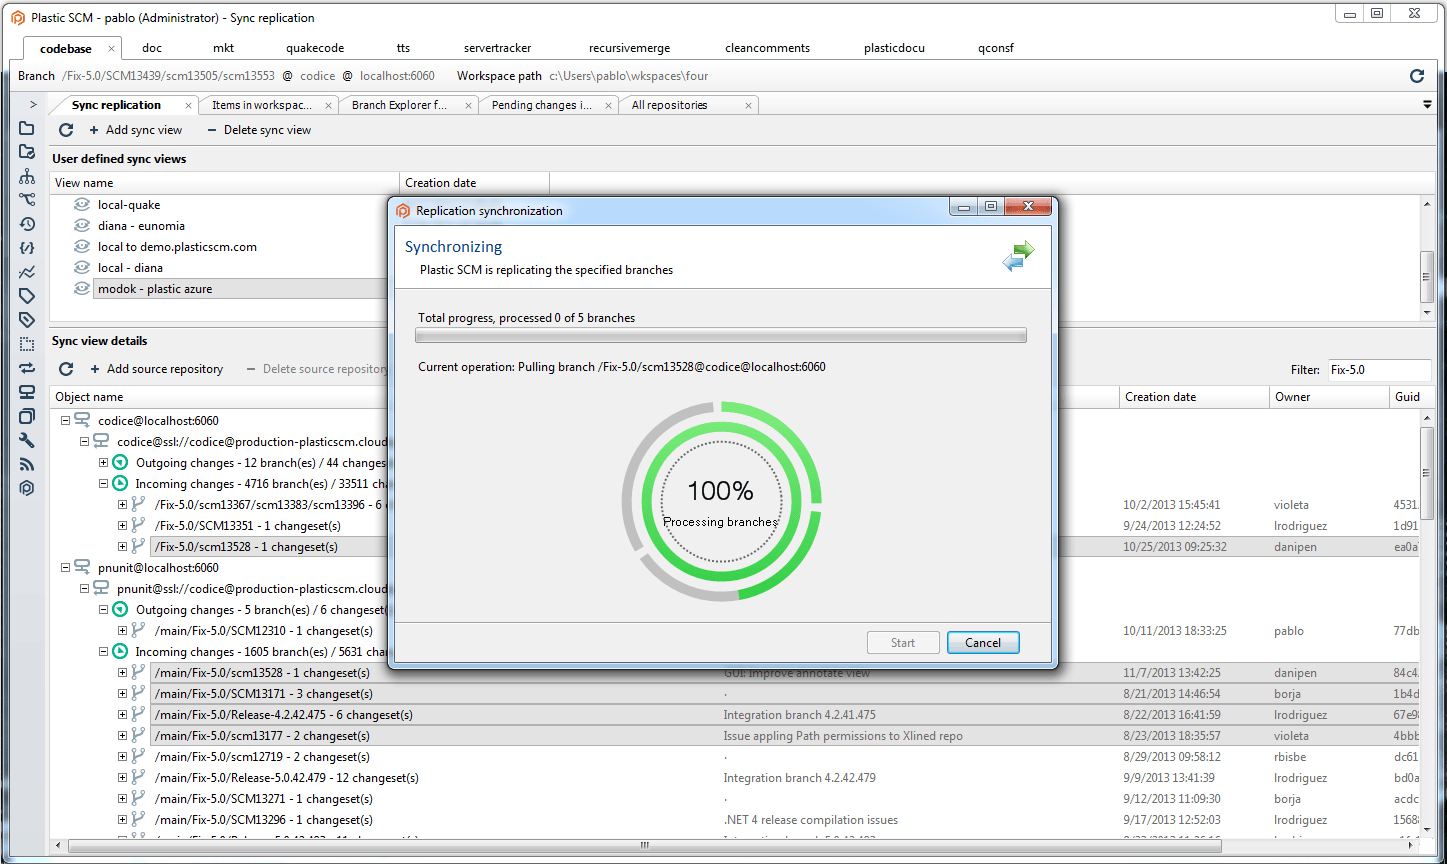 Plastic SCM - pablo (Administrator) - Sync replication
codebase doc mkt quakecode tts servertracker recursivemerge cleancomments plasticdocu qconsf
Branch /Fix-5.0/SCM13439/scm13505/scm13553 @ codice @ localhost:6060 Workspace path c:\Users\pablo\wkspaces\four
Sync replication Items in workspac... Branch Explorer f... Pending changes i... All repositories
+ Add sync view − Delete sync view
User defined sync views
View name Creation date
local-quake
diana - eunomia
local to demo.plasticscm.com
local - diana
modok - plastic azure
Replication synchronization
Synchronizing
Plastic SCM is replicating the specified branches
Total progress, processed 0 of 5 branches
Current operation: Pulling branch /Fix-5.0/scm13528@codice@localhost:6060
100%
Processing branches
Start Cancel
Sync view details
+ Add source repository − Delete source repository Filter: Fix-5.0
Object name Creation date Owner Guid
codice@localhost:6060
codice@ssl://codice@production-plasticscm.cloud
Outgoing changes - 12 branch(es) / 44 changes
Incoming changes - 4716 branch(es) / 33511 cha
/Fix-5.0/scm13367/scm13383/scm13396 - 6 c 10/2/2013 15:45:41 violeta 4531.
/Fix-5.0/SCM13351 - 1 changeset(s) 9/24/2013 12:24:52 lrodriguez 1d91
/Fix-5.0/scm13528 - 1 changeset(s) 10/25/2013 09:25:32 danipen ea0a
pnunit@localhost:6060
pnunit@ssl://codice@production-plasticscm.cloud
Outgoing changes - 5 branch(es) / 6 changeset(
/main/Fix-5.0/SCM12310 - 1 changeset(s) 10/11/2013 18:33:25 pablo 77db
Incoming changes - 1605 branch(es) / 5631 chan
/main/Fix-5.0/scm13528 - 1 changeset(s) GUI: Improve annotate view 11/7/2013 13:42:25 danipen 84c4
/main/Fix-5.0/SCM13171 - 3 changeset(s) . 8/21/2013 14:46:54 borja 1b4d
/main/Fix-5.0/Release-4.2.42.475 - 6 changeset(s) Integration branch 4.2.41.475 8/22/2013 16:41:59 lrodriguez 67e98
/main/Fix-5.0/scm13177 - 2 changeset(s) Issue appling Path permissions to Xlined repo 8/23/2013 18:35:57 violeta 4bbb
/main/Fix-5.0/scm12719 - 2 changeset(s) . 8/29/2013 09:58:12 rbisbe dc61
/main/Fix-5.0/Release-5.0.42.479 - 12 changeset(s) Integration branch 4.2.42.479 9/9/2013 13:41:39 lrodriguez bd0a
/main/Fix-5.0/SCM13271 - 1 changeset(s) . 9/12/2013 11:09:30 borja acdc
/main/Fix-5.0/SCM13296 - 1 changeset(s) .NET 4 release compilation issues 9/17/2013 12:52:03 lrodriguez 1568